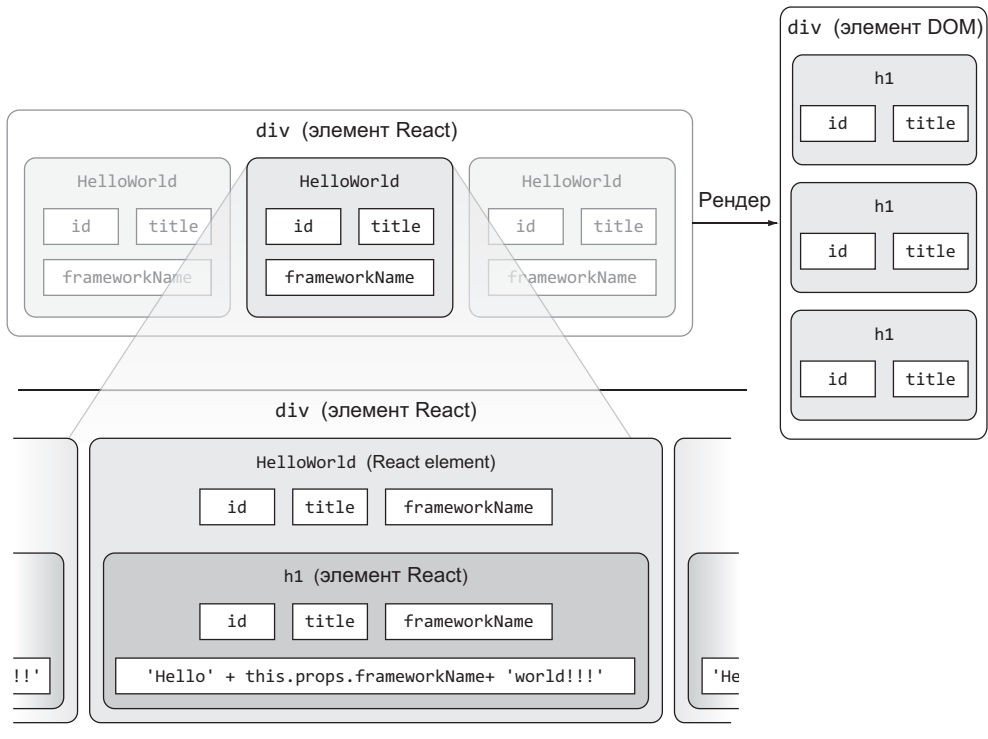 div (элемент DOM)
h1
id title
h1
id title
h1
id title
div (элемент React)
HelloWorld HelloWorld HelloWorld
id title id title id title
frameworkName frameworkName frameworkName
Рендер
div (элемент React)
HelloWorld (React element)
id title frameworkName
h1 (элемент React)
id title frameworkName
!!' 'Hello' + this.props.frameworkName+ 'world!!!' 'He